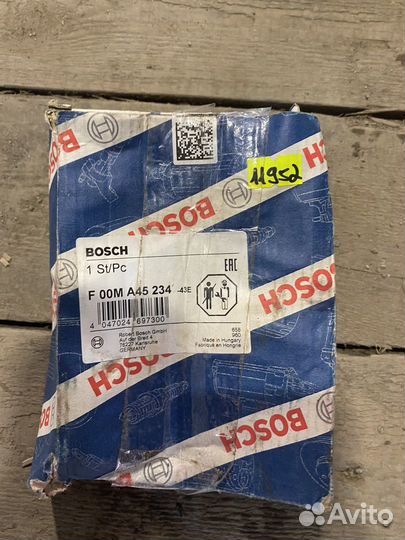 BOSCH
BOSCH
BOSCH
11952
BOSCH
1 St/Pc
EAC
F 00M A45 234 -43E
4 047024 697300
Robert Bosch GmbH
Auf der Breit 4
76227 Karlsruhe
GERMANY
658
960
Made in Hungary
Fabriqué en Hongrie
BOSCH
BOSCH
BOSCH
Avito